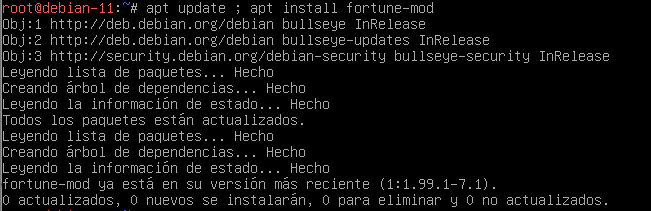 root@debian-11:~# apt update ; apt install fortune-mod
Obj:1 http://deb.debian.org/debian bullseye InRelease
Obj:2 http://deb.debian.org/debian bullseye-updates InRelease
Obj:3 http://security.debian.org/debian-security bullseye-security InRelease
Leyendo lista de paquetes... Hecho
Creando árbol de dependencias... Hecho
Leyendo la información de estado... Hecho
Todos los paquetes están actualizados.
Leyendo lista de paquetes... Hecho
Creando árbol de dependencias... Hecho
Leyendo la información de estado... Hecho
fortune-mod ya está en su versión más reciente (1:1.99.1-7.1).
0 actualizados, 0 nuevos se instalarán, 0 para eliminar y 0 no actualizados.